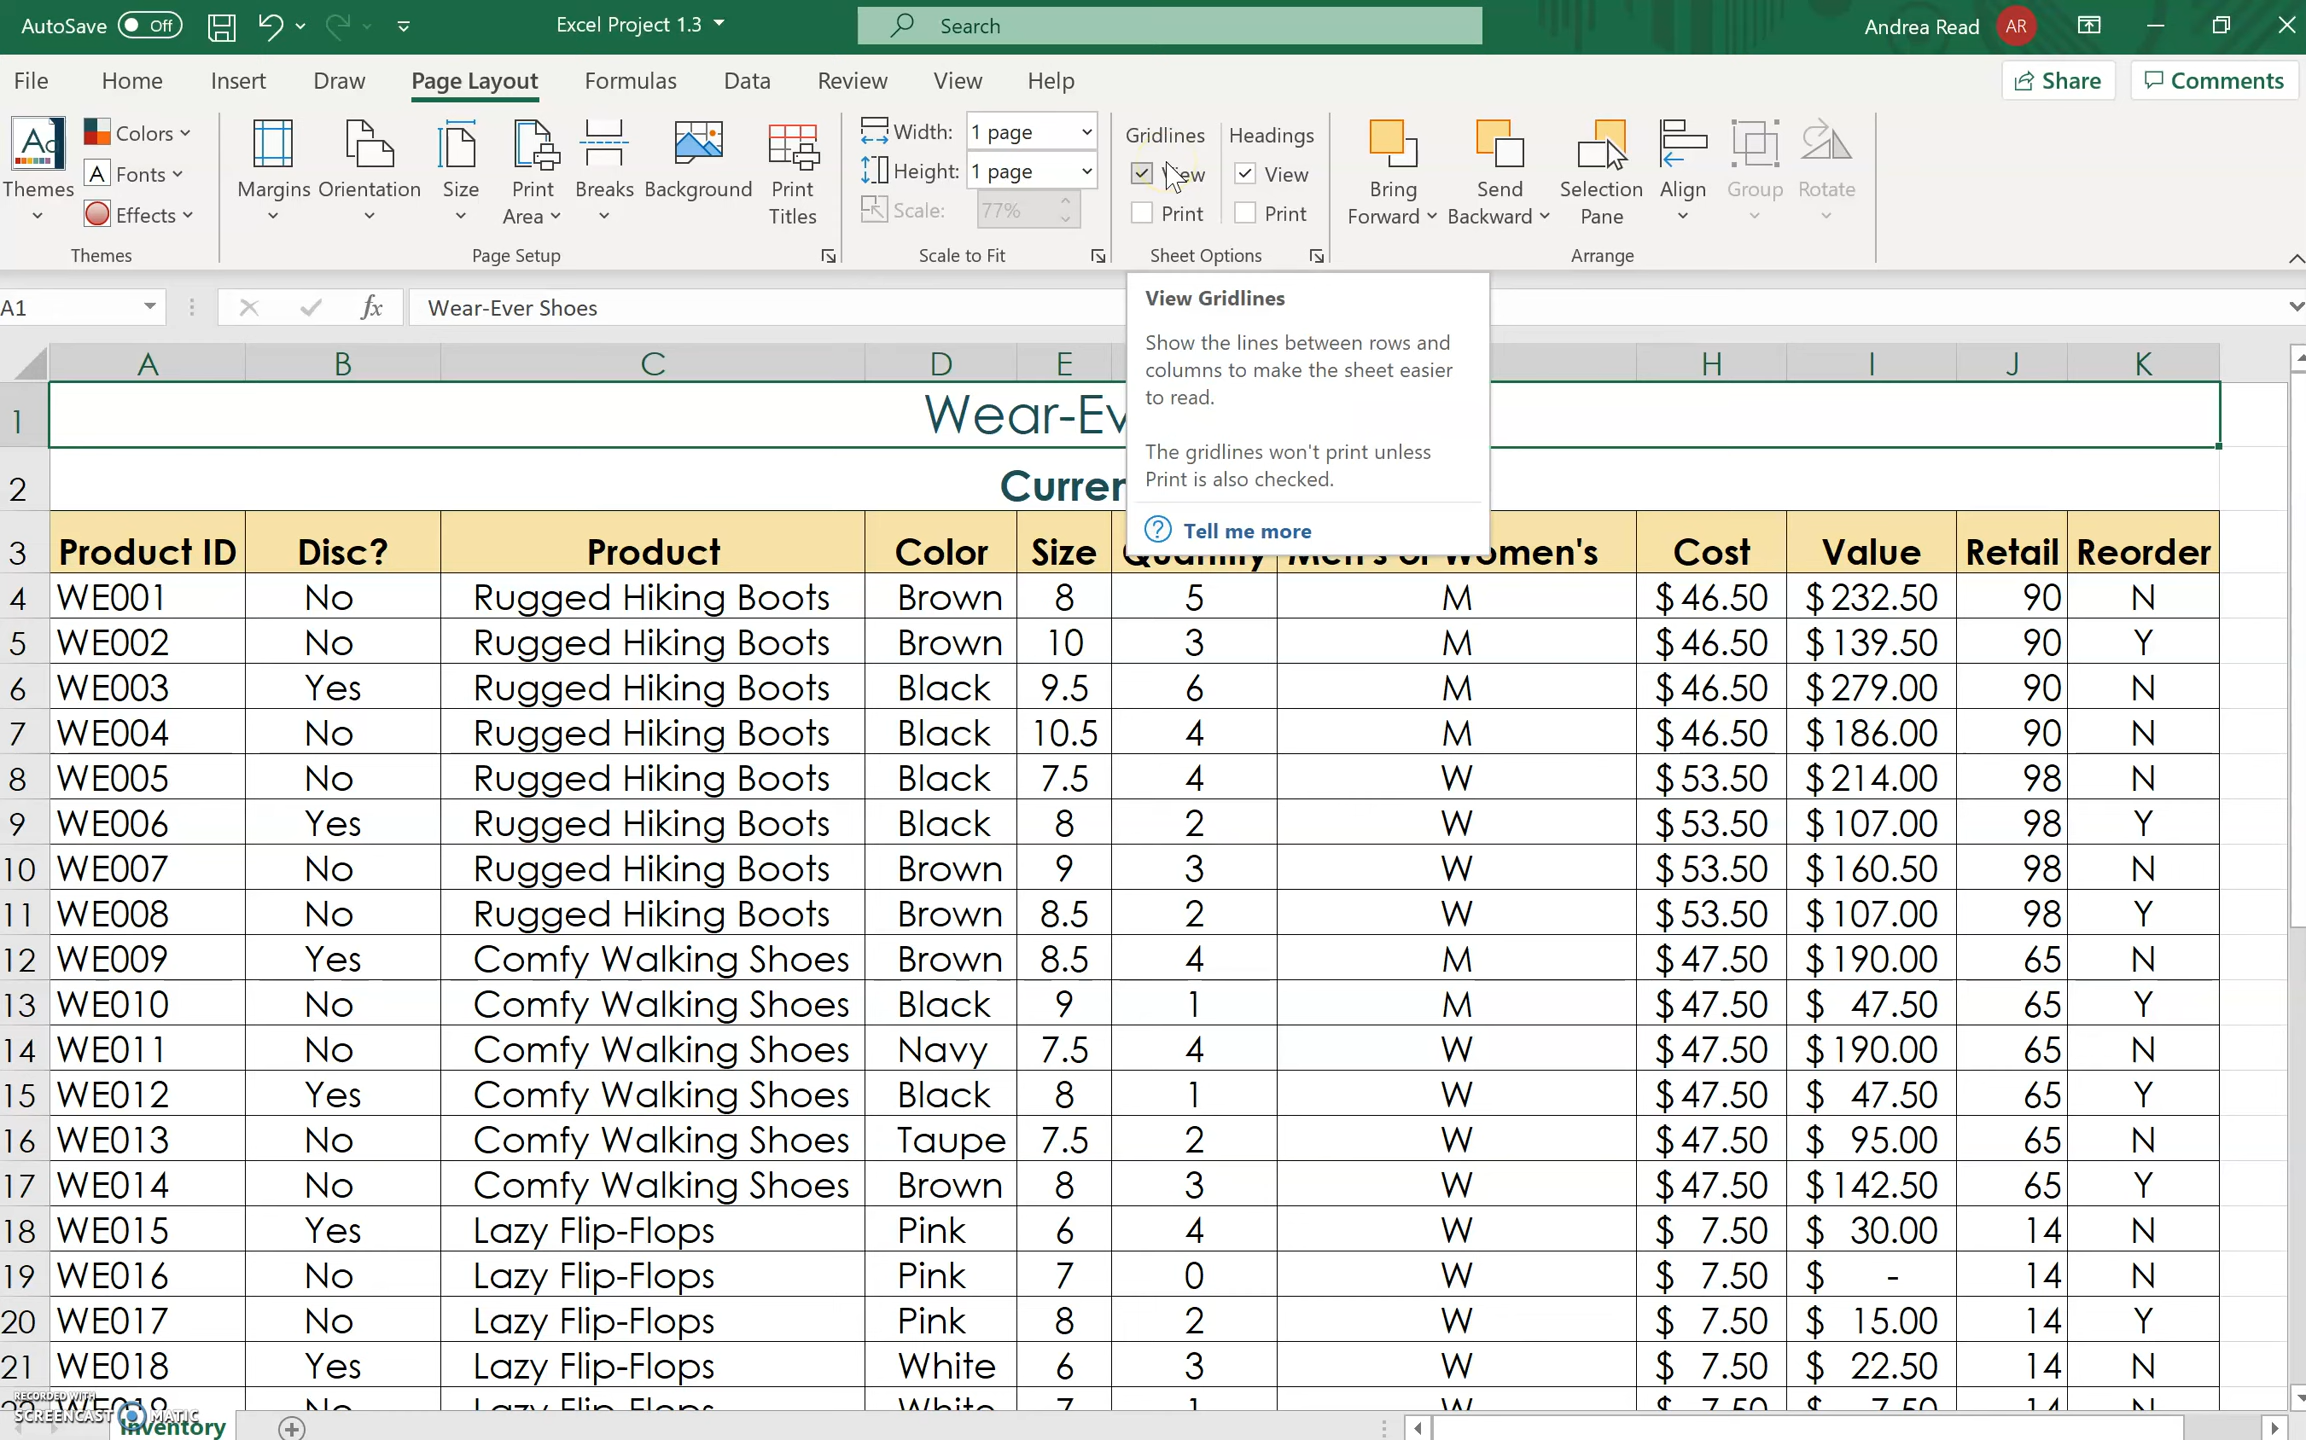 AutoSave Off Excel Project 1.3 Search Andrea Read AR
File Home Insert Draw Page Layout Formulas Data Review View Help Share Comments
Themes Colors Fonts Effects
Themes
Margins Orientation Size Print Area Breaks Background Print Titles
Page Setup
Width: 1 page
Height: 1 page
Scale: 77%
Scale to Fit
Gridlines Headings
View View
Print Print
Sheet Options
Bring Forward Send Backward Selection Pane Align Group Rotate
Arrange
A1 fx Wear-Ever Shoes
View Gridlines
Show the lines between rows and
columns to make the sheet easier
to read.
The gridlines won't print unless
Print is also checked.
Tell me more
A B C D E H I J K
1 Wear-Ev
2 Curren
3 Product ID Disc? Product Color Size Quantity Men's or Women's Cost Value Retail Reorder
4 WE001 No Rugged Hiking Boots Brown 8 5 M $ 46.50 $ 232.50 90 N
5 WE002 No Rugged Hiking Boots Brown 10 3 M $ 46.50 $ 139.50 90 Y
6 WE003 Yes Rugged Hiking Boots Black 9.5 6 M $ 46.50 $ 279.00 90 N
7 WE004 No Rugged Hiking Boots Black 10.5 4 M $ 46.50 $ 186.00 90 N
8 WE005 No Rugged Hiking Boots Black 7.5 4 W $ 53.50 $ 214.00 98 N
9 WE006 Yes Rugged Hiking Boots Black 8 2 W $ 53.50 $ 107.00 98 Y
10 WE007 No Rugged Hiking Boots Brown 9 3 W $ 53.50 $ 160.50 98 N
11 WE008 No Rugged Hiking Boots Brown 8.5 2 W $ 53.50 $ 107.00 98 Y
12 WE009 Yes Comfy Walking Shoes Brown 8.5 4 M $ 47.50 $ 190.00 65 N
13 WE010 No Comfy Walking Shoes Black 9 1 M $ 47.50 $ 47.50 65 Y
14 WE011 No Comfy Walking Shoes Navy 7.5 4 W $ 47.50 $ 190.00 65 N
15 WE012 Yes Comfy Walking Shoes Black 8 1 W $ 47.50 $ 47.50 65 Y
16 WE013 No Comfy Walking Shoes Taupe 7.5 2 W $ 47.50 $ 95.00 65 N
17 WE014 No Comfy Walking Shoes Brown 8 3 W $ 47.50 $ 142.50 65 Y
18 WE015 Yes Lazy Flip-Flops Pink 6 4 W $ 7.50 $ 30.00 14 N
19 WE016 No Lazy Flip-Flops Pink 7 0 W $ 7.50 $ - 14 N
20 WE017 No Lazy Flip-Flops Pink 8 2 W $ 7.50 $ 15.00 14 Y
21 WE018 Yes Lazy Flip-Flops White 6 3 W $ 7.50 $ 22.50 14 N
22 WE019 No Lazy Flip-Flops White 7 1 W $ 7.50 $ 7.50 14 N
RECORDED WITH
SCREENCAST MATIC
Inventory